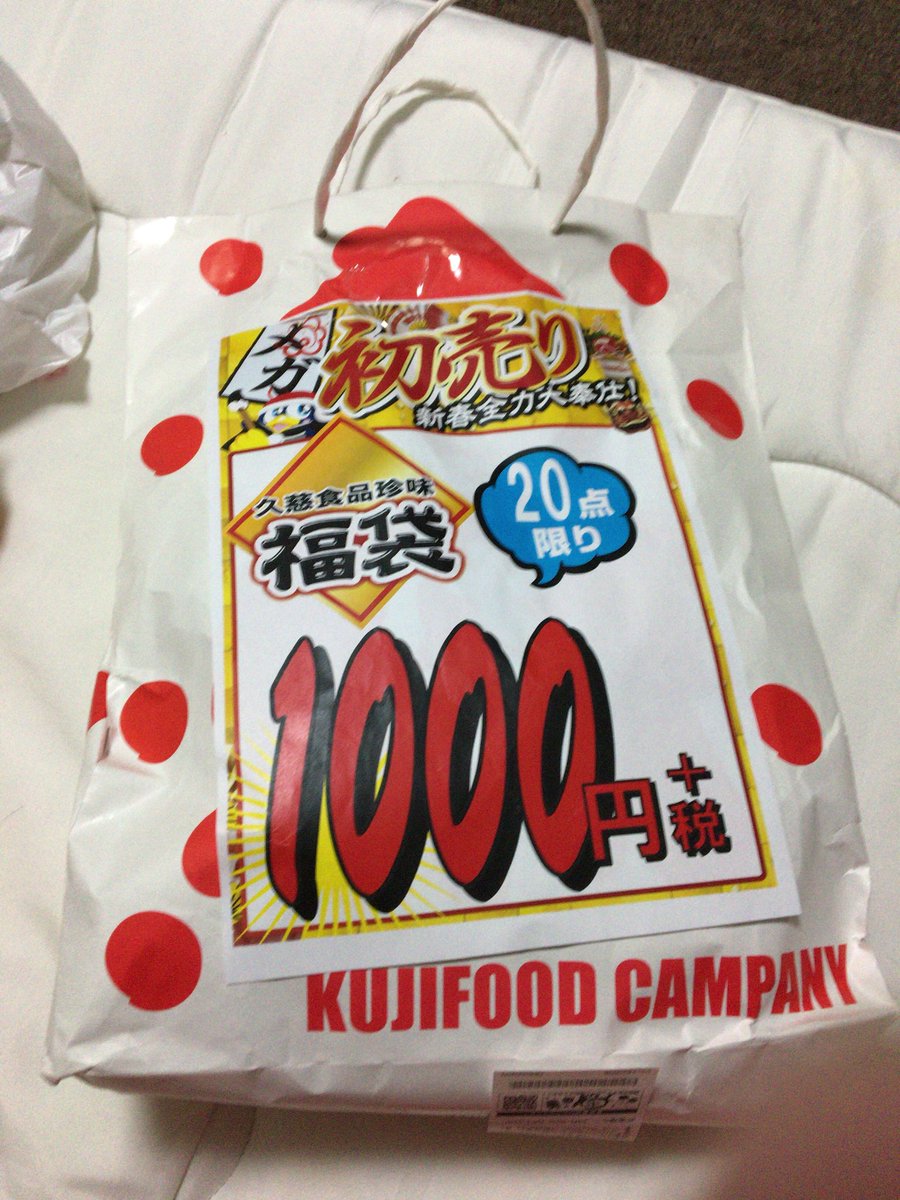 メガ
初売り
新春全力大奉仕!
久慈食品珍味
福袋
20点
限り
1000円+税
KUJIFOOD CAMPANY